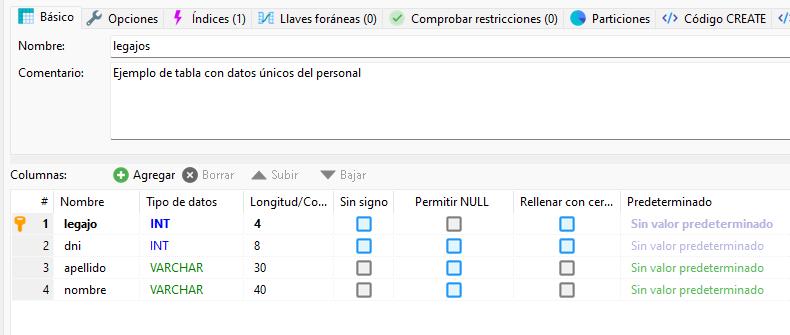 Básico Opciones Índices (1) Llaves foráneas (0) Comprobar restricciones (0) Particiones Código CREATE
Nombre: legajos
Comentario: Ejemplo de tabla con datos únicos del personal
Columnas: Agregar Borrar Subir Bajar
# Nombre Tipo de datos Longitud/Co... Sin signo Permitir NULL Rellenar con cer... Predeterminado
1 legajo INT 4 Sin valor predeterminado
2 dni INT 8 Sin valor predeterminado
3 apellido VARCHAR 30 Sin valor predeterminado
4 nombre VARCHAR 40 Sin valor predeterminado